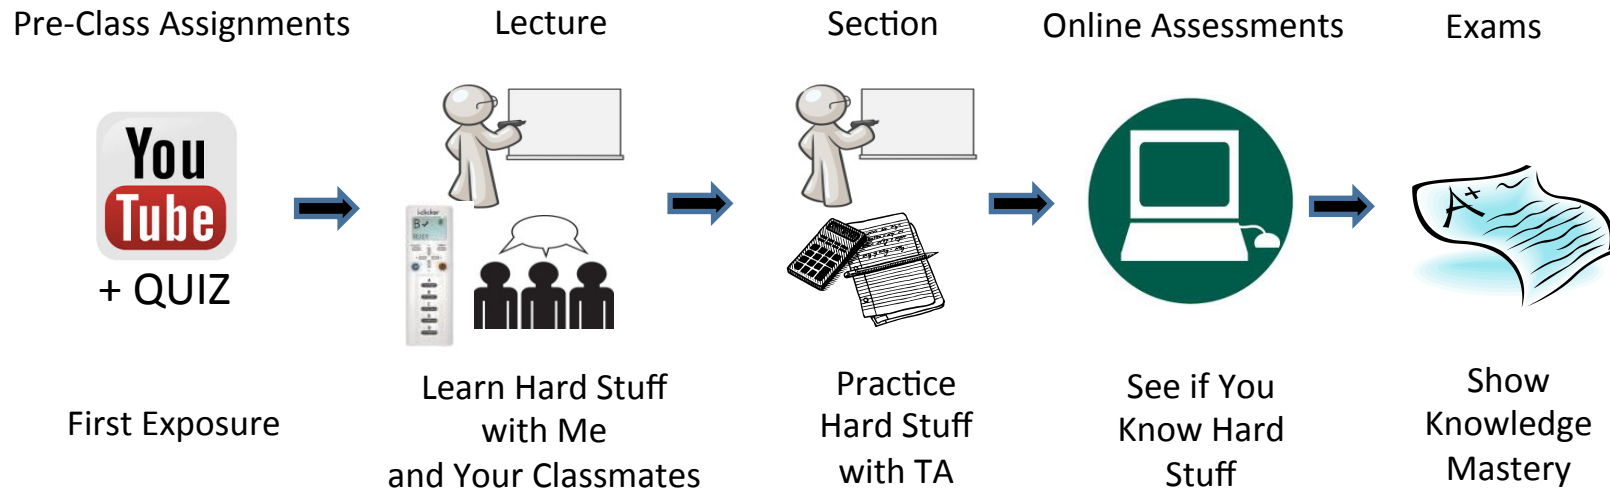 Pre-Class Assignments
Lecture
Section
Online Assessments
Exams
You
Tube
+ QUIZ
i>clicker
A+
First Exposure
Learn Hard Stuff
with Me
and Your Classmates
Practice
Hard Stuff
with TA
See if You
Know Hard
Stuff
Show
Knowledge
Mastery